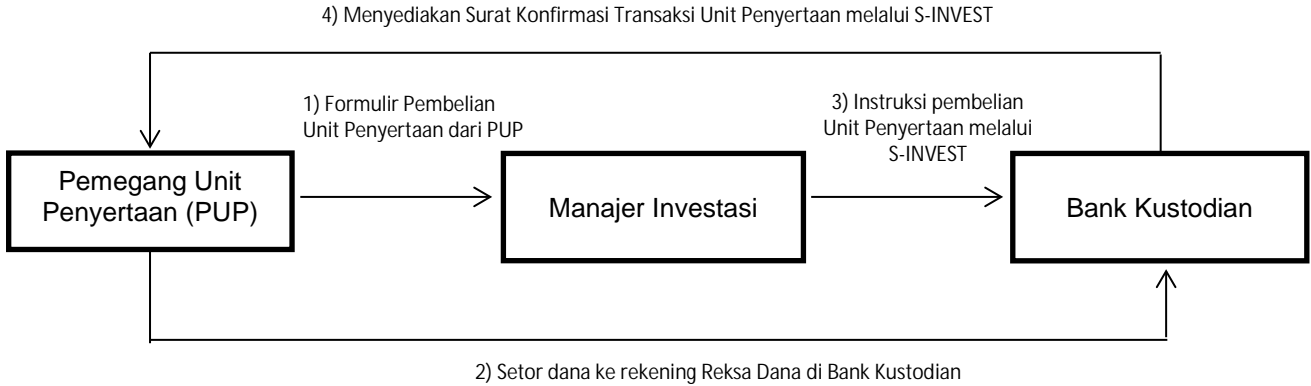 4) Menyediakan Surat Konfirmasi Transaksi Unit Penyertaan melalui S-INVEST
1) Formulir Pembelian
Unit Penyertaan dari PUP
3) Instruksi pembelian
Unit Penyertaan melalui
S-INVEST
Pemegang Unit
Penyertaan (PUP)
Manajer Investasi
Bank Kustodian
2) Setor dana ke rekening Reksa Dana di Bank Kustodian